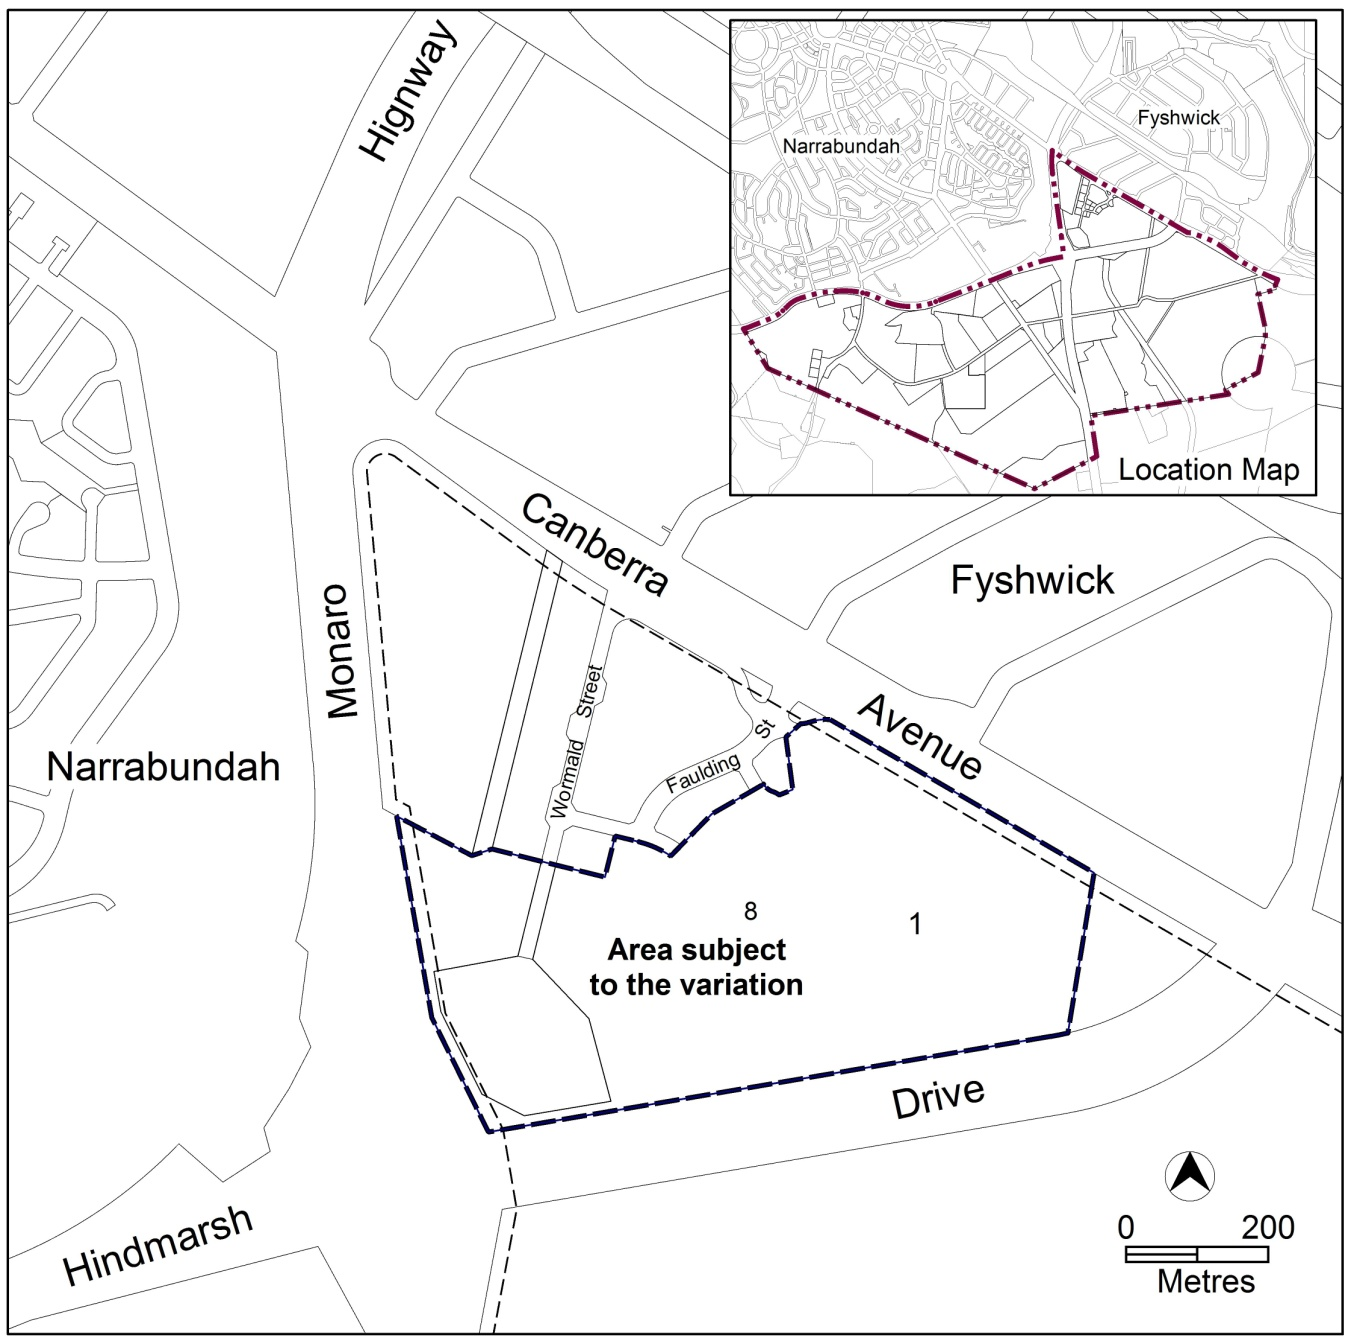 Hignway
Narrabundah
Fyshwick
Location Map
Canberra
Avenue
Fyshwick
Monaro
Narrabundah
Wormald Street
Faulding
St
8
1
Area subject
to the variation
Drive
Hindmarsh
0 200
Metres